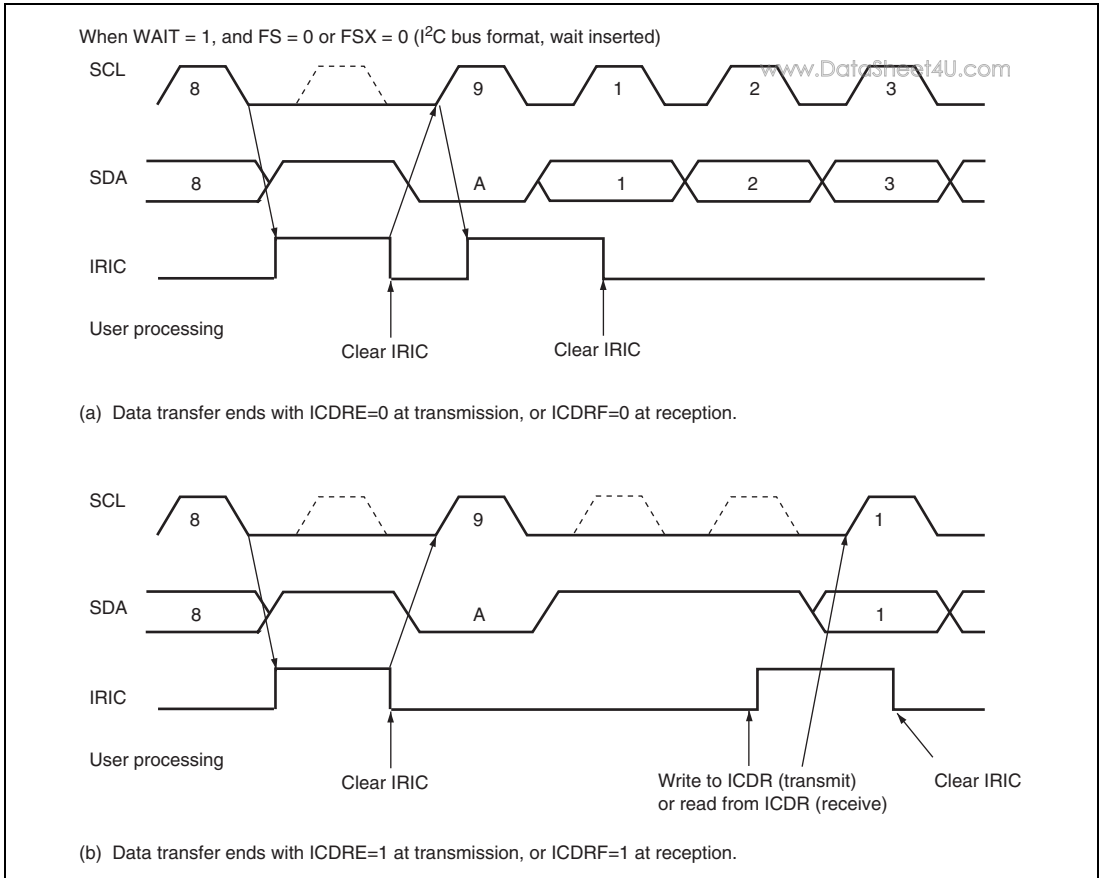 When WAIT = 1, and FS = 0 or FSX = 0 (I²C bus format, wait inserted)
www.DataSheet4U.com
SCL
8 9 1 2 3
SDA
8 A 1 2 3
IRIC
User processing
Clear IRIC Clear IRIC
(a) Data transfer ends with ICDRE=0 at transmission, or ICDRF=0 at reception.
SCL
8 9 1
SDA
8 A 1
IRIC
User processing
Clear IRIC
Write to ICDR (transmit)
or read from ICDR (receive)
Clear IRIC
(b) Data transfer ends with ICDRE=1 at transmission, or ICDRF=1 at reception.